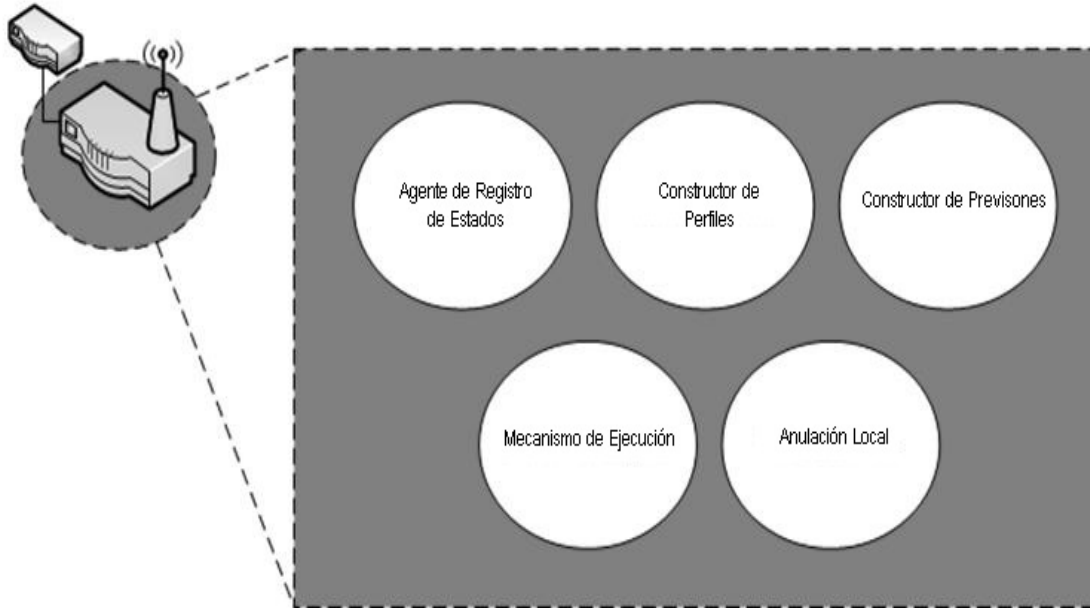 Agente de Registro
de Estados
Constructor de
Perfiles
Constructor de Previsones
Mecanismo de Ejecución
Anulación Local